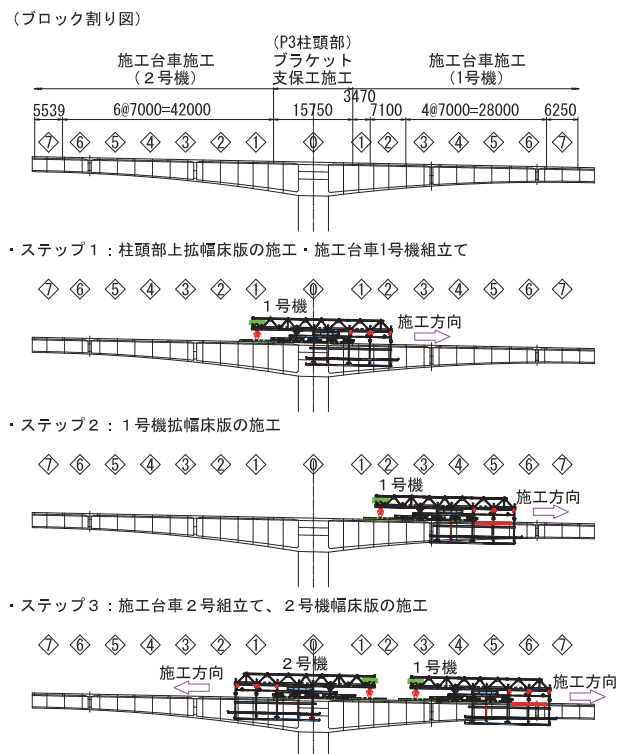 （ブロック割り図）
施工台車施工
（２号機）
(P3柱頭部)
ブラケット
支保工施工
施工台車施工
(1号機)
3470
5539 6@7000=42000 15750 7100 4@7000=28000 6250
⑦ ⑥ ⑤ ④ ③ ② ① ⓪ ① ② ③ ④ ⑤ ⑥ ⑦
・ステップ１：柱頭部上拡幅床版の施工・施工台車1号機組立て
⑦ ⑥ ⑤ ④ ③ ② ① ⓪ ① ② ③ ④ ⑤ ⑥ ⑦
１号機
施工方向
・ステップ２：１号機拡幅床版の施工
⑦ ⑥ ⑤ ④ ③ ② ① ⓪ ① ② ③ ④ ⑤ ⑥ ⑦
１号機
施工方向
・ステップ３：施工台車２号組立て、２号機幅床版の施工
⑦ ⑥ ⑤ ④ ③ ② ① ⓪ ① ② ③ ④ ⑤ ⑥ ⑦
施工方向 ２号機 １号機 施工方向